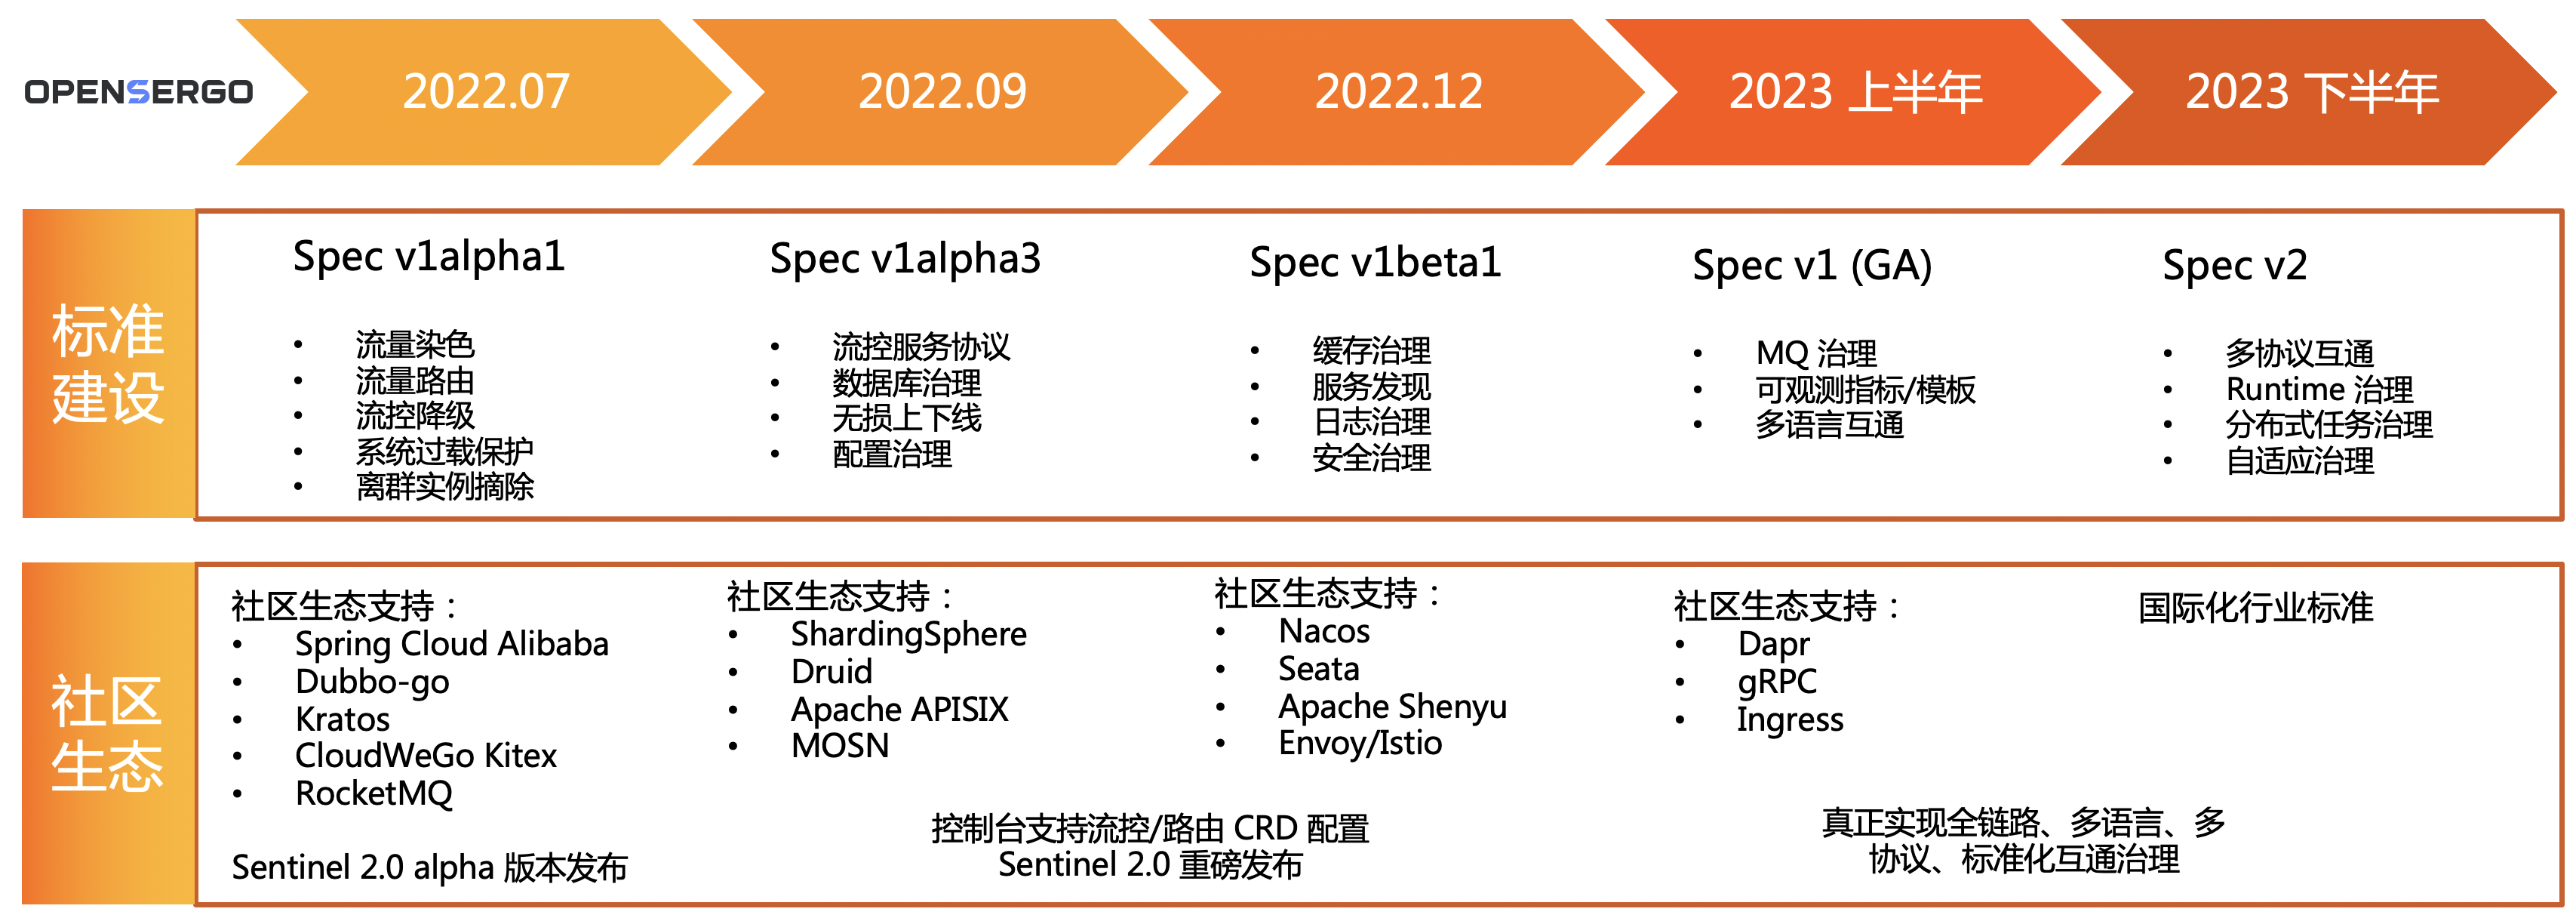 OPENSERGO
2022.07
2022.09
2022.12
2023 上半年
2023 下半年
标准
建设
Spec v1alpha1
• 流量染色
• 流量路由
• 流控降级
• 系统过载保护
• 离群实例摘除
Spec v1alpha3
• 流控服务协议
• 数据库治理
• 无损上下线
• 配置治理
Spec v1beta1
• 缓存治理
• 服务发现
• 日志治理
• 安全治理
Spec v1 (GA)
• MQ 治理
• 可观测指标/模板
• 多语言互通
Spec v2
• 多协议互通
• Runtime 治理
• 分布式任务治理
• 自适应治理
社区
生态
社区生态支持：
• Spring Cloud Alibaba
• Dubbo-go
• Kratos
• CloudWeGo Kitex
• RocketMQ
Sentinel 2.0 alpha 版本发布
社区生态支持：
• ShardingSphere
• Druid
• Apache APISIX
• MOSN
社区生态支持：
• Nacos
• Seata
• Apache Shenyu
• Envoy/Istio
控制台支持流控/路由 CRD 配置
Sentinel 2.0 重磅发布
社区生态支持：
• Dapr
• gRPC
• Ingress
国际化行业标准
真正实现全链路、多语言、多
协议、标准化互通治理